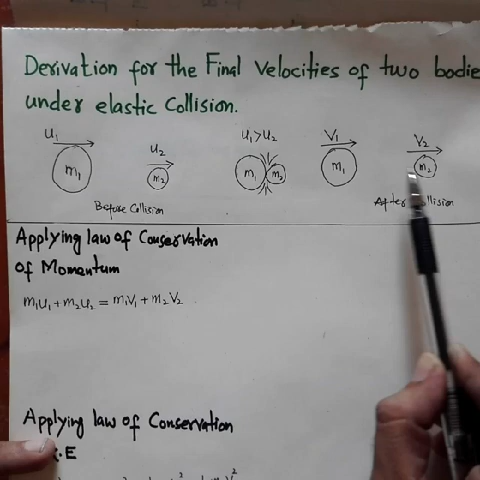 Derivation for the Final Velocities of two bodie
under elastic Collision.
U₁ U₂ U₁>U₂ V₁ V₂
m₁ m₂ m₁ m₂ m₁ m₂
Before Collision After Collision
Applying law of Conservation
of Momentum
m₁u₁+m₂u₂ = m₁V₁+m₂V₂
Applying law of Conservation
K.E